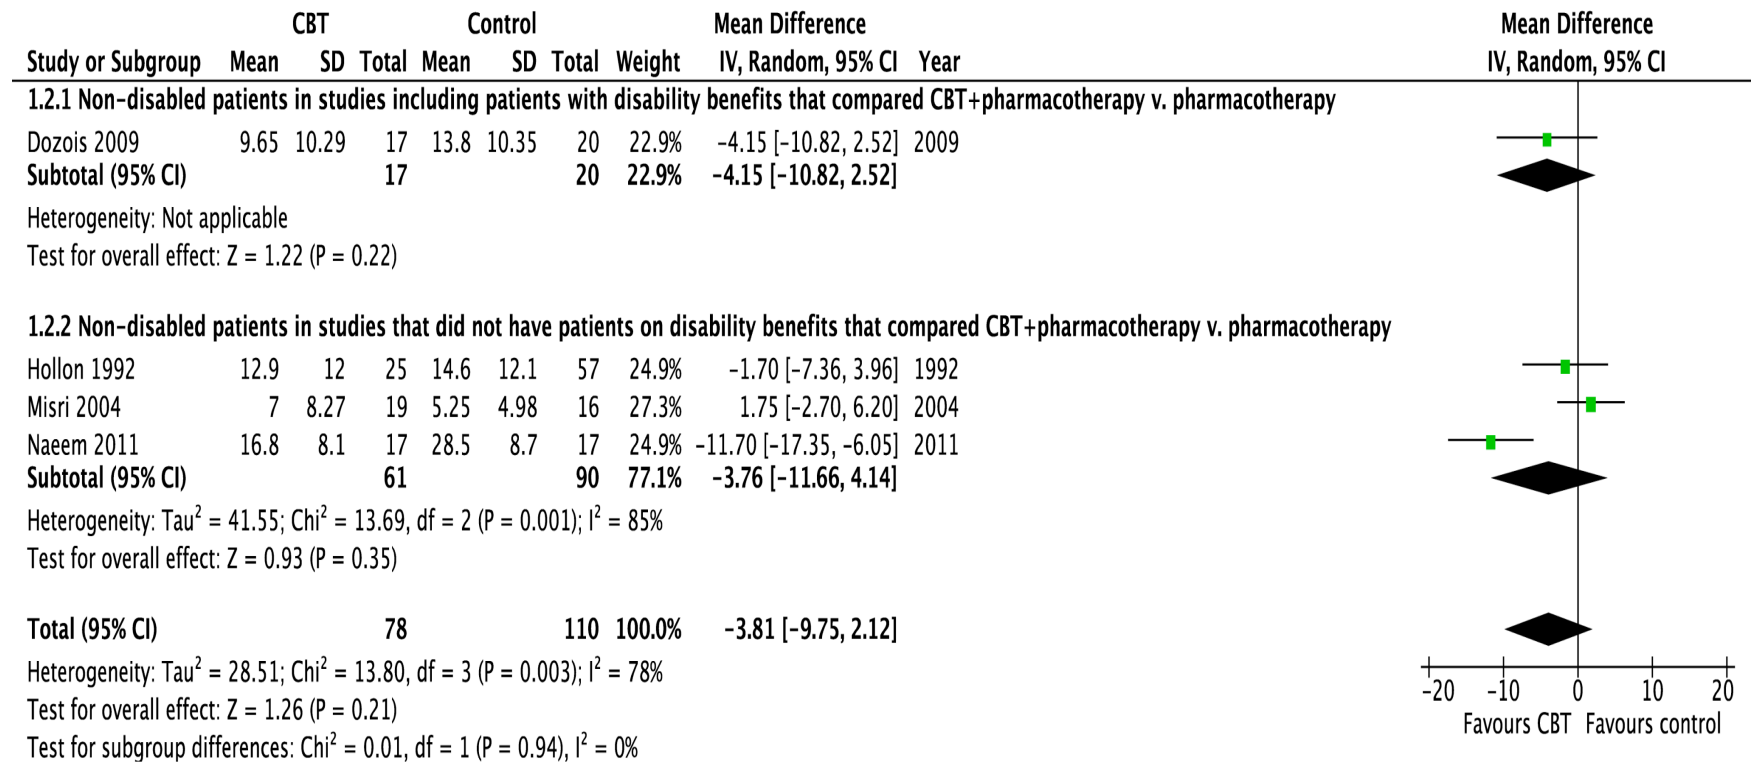 CBT Control Mean Difference Mean Difference
Study or Subgroup Mean SD Total Mean SD Total Weight IV, Random, 95% CI Year IV, Random, 95% CI
1.2.1 Non-disabled patients in studies including patients with disability benefits that compared CBT+pharmacotherapy v. pharmacotherapy
Dozois 2009 9.65 10.29 17 13.8 10.35 20 22.9% −4.15 [−10.82, 2.52] 2009
Subtotal (95% CI) 17 20 22.9% −4.15 [−10.82, 2.52]
Heterogeneity: Not applicable
Test for overall effect: Z = 1.22 (P = 0.22)
1.2.2 Non-disabled patients in studies that did not have patients on disability benefits that compared CBT+pharmacotherapy v. pharmacotherapy
Hollon 1992 12.9 12 25 14.6 12.1 57 24.9% −1.70 [−7.36, 3.96] 1992
Misri 2004 7 8.27 19 5.25 4.98 16 27.3% 1.75 [−2.70, 6.20] 2004
Naeem 2011 16.8 8.1 17 28.5 8.7 17 24.9% −11.70 [−17.35, −6.05] 2011
Subtotal (95% CI) 61 90 77.1% −3.76 [−11.66, 4.14]
Heterogeneity: Tau² = 41.55; Chi² = 13.69, df = 2 (P = 0.001); I² = 85%
Test for overall effect: Z = 0.93 (P = 0.35)
Total (95% CI) 78 110 100.0% −3.81 [−9.75, 2.12]
Heterogeneity: Tau² = 28.51; Chi² = 13.80, df = 3 (P = 0.003); I² = 78%
Test for overall effect: Z = 1.26 (P = 0.21)
Test for subgroup differences: Chi² = 0.01, df = 1 (P = 0.94), I² = 0%
−20 −10 0 10 20
Favours CBT Favours control